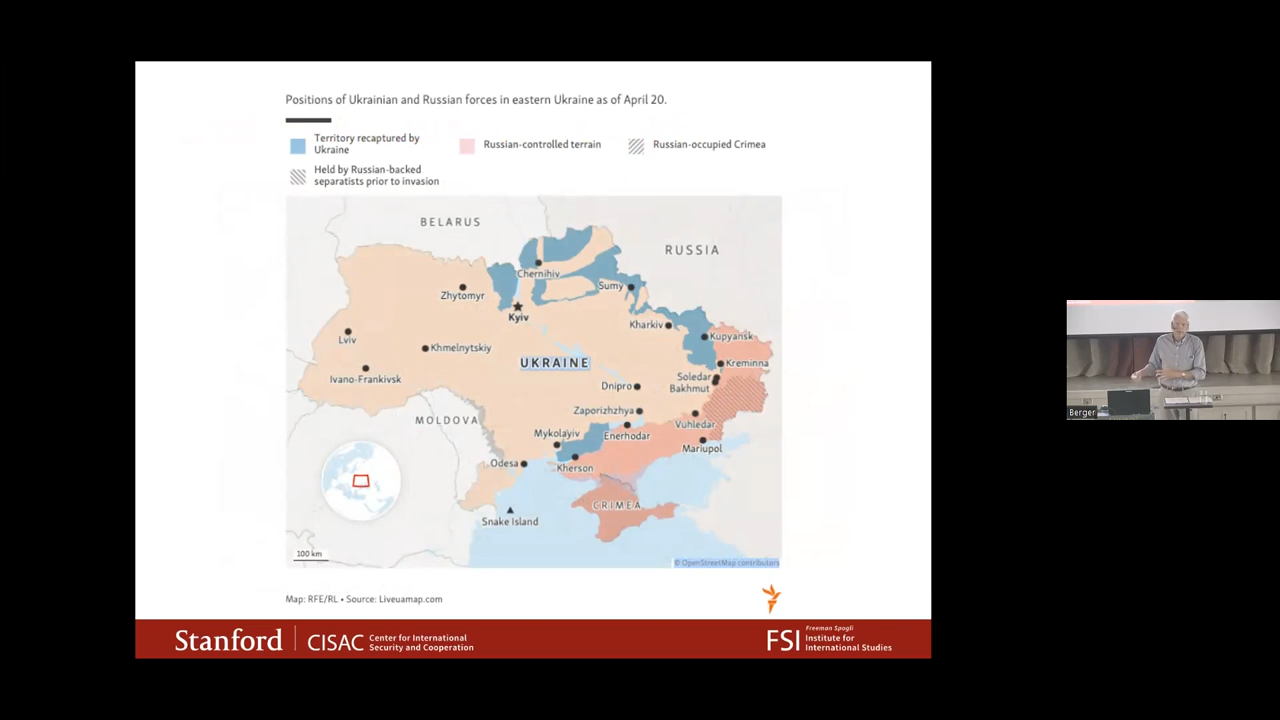 Positions of Ukrainian and Russian forces in eastern Ukraine as of April 20.
Territory recaptured by
Ukraine
Russian-controlled terrain
Russian-occupied Crimea
Held by Russian-backed
separatists prior to invasion
BELARUS
RUSSIA
Chernihiv
Sumy
Zhytomyr
Kyiv
Kharkiv
Kupyansk
Lviv
Khmelnytskiy
UKRAINE
Kreminna
Ivano-Frankivsk
Soledar
Bakhmut
Dnipro
Zaporizhzhya
MOLDOVA
Vuhledar
Mykolayiv
Enerhodar
Mariupol
Odesa
Kherson
CRIMEA
Snake Island
100 km
© OpenStreetMap contributors
Map: RFE/RL • Source: Liveuamap.com
Stanford
CISAC
Center for International
Security and Cooperation
FSI
Freeman Spogli
Institute for
International Studies
Berger